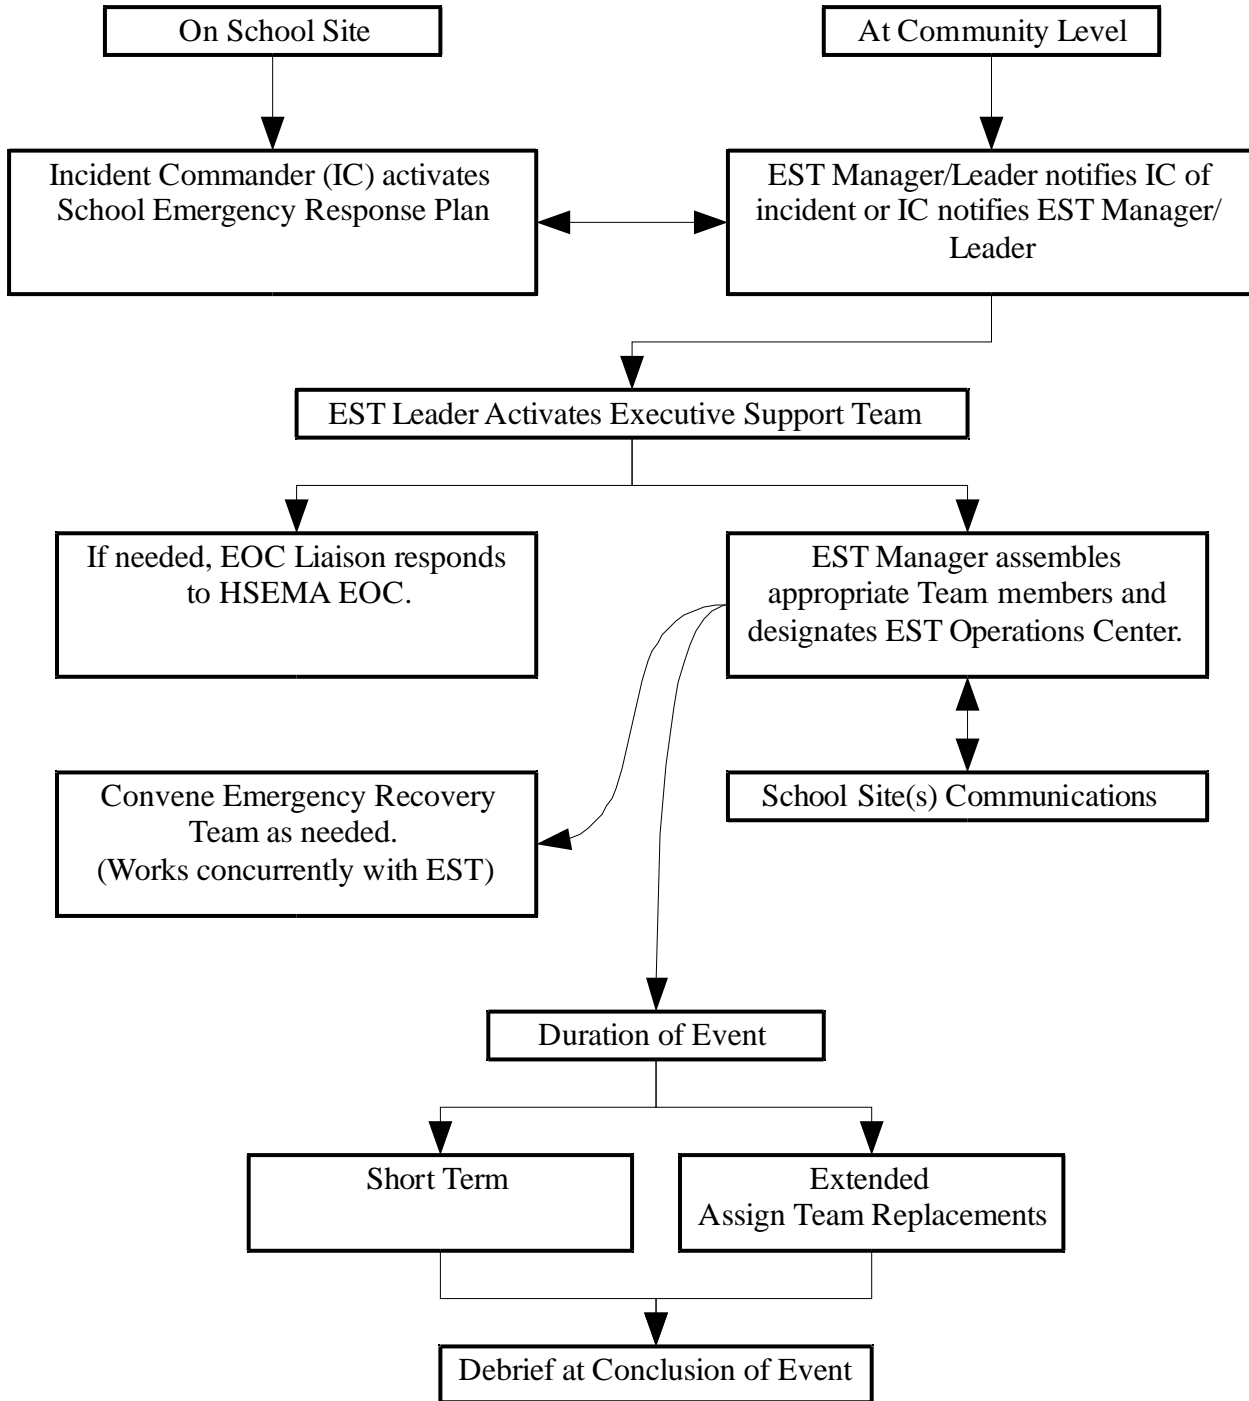 On School Site
At Community Level
Incident Commander (IC) activates
School Emergency Response Plan
EST Manager/Leader notifies IC of
incident or IC notifies EST Manager/
Leader
EST Leader Activates Executive Support Team
If needed, EOC Liaison responds
to HSEMA EOC.
EST Manager assembles
appropriate Team members and
designates EST Operations Center.
Convene Emergency Recovery
Team as needed.
(Works concurrently with EST)
School Site(s) Communications
Duration of Event
Short Term
Extended
Assign Team Replacements
Debrief at Conclusion of Event